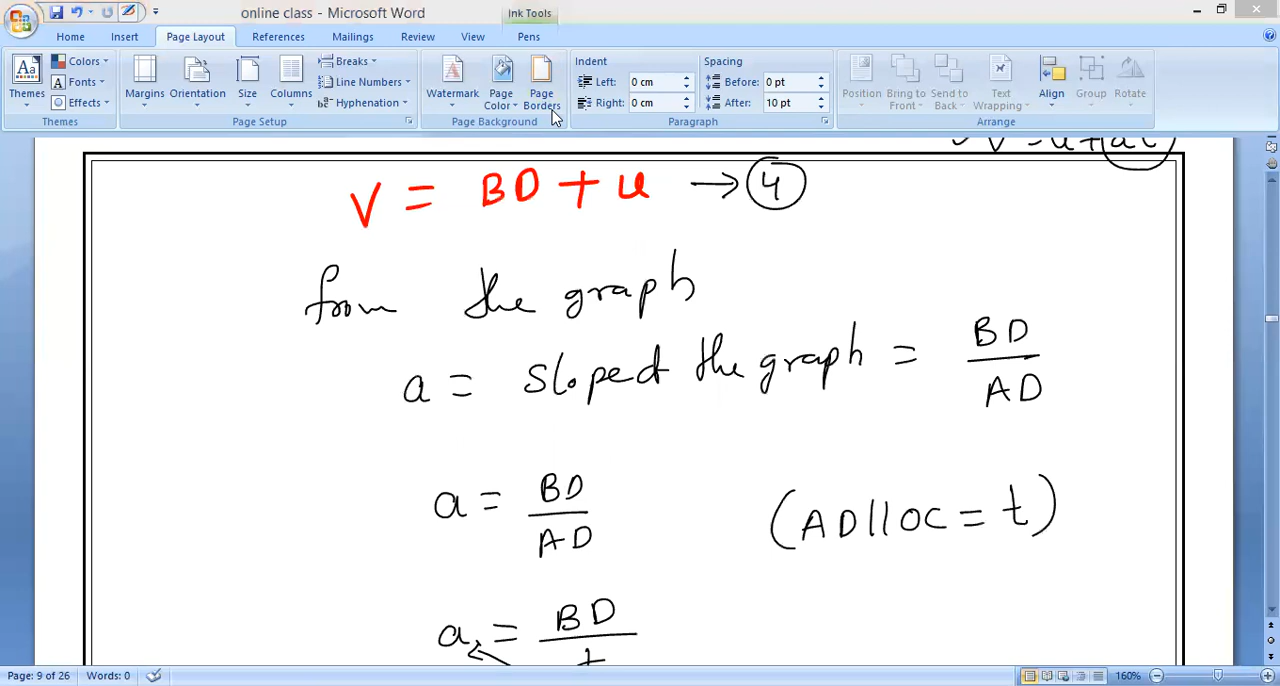 online class - Microsoft Word
Ink Tools
Home Insert Page Layout References Mailings Review View Pens
Themes
Colors
Fonts
Effects
Themes
Margins Orientation Size Columns
Breaks
Line Numbers
Hyphenation
Page Setup
Watermark Page Color Page Borders
Page Background
Indent
Left: 0 cm
Right: 0 cm
Spacing
Before: 0 pt
After: 10 pt
Paragraph
Position Bring to Front Send to Back Text Wrapping Align Group Rotate
Arrange
V = BD + u → 4
from the graph
a = slope of the graph = BD/AD
a = BD/AD (AD||OC = t)
a = BD/t
Page: 9 of 26 Words: 0 160%